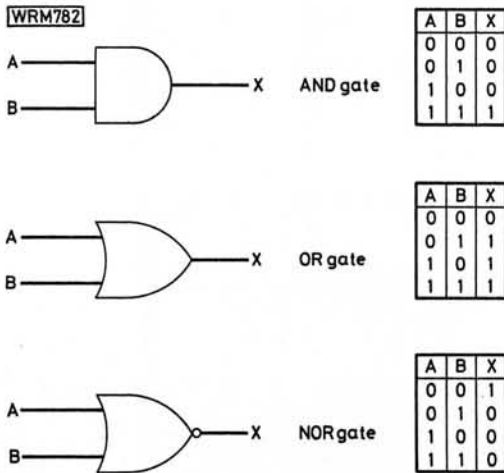 WRM782
A B X
A
X AND gate
B
0 0 0
0 1 0
1 0 0
1 1 1
A B X
A
X OR gate
B
0 0 0
0 1 1
1 0 1
1 1 1
A B X
A
X NOR gate
B
0 0 1
0 1 0
1 0 0
1 1 0